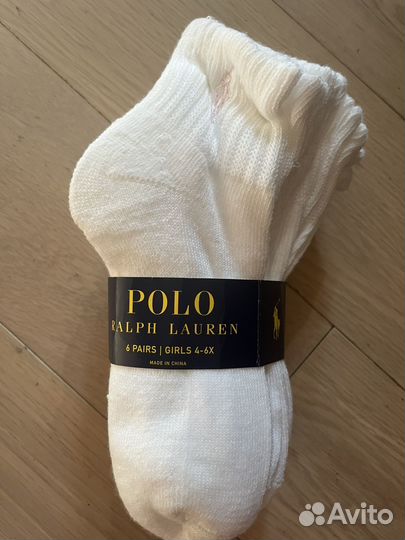 POLO
RALPH LAUREN
6 PAIRS | GIRLS 4-6X
MADE IN CHINA
Avito